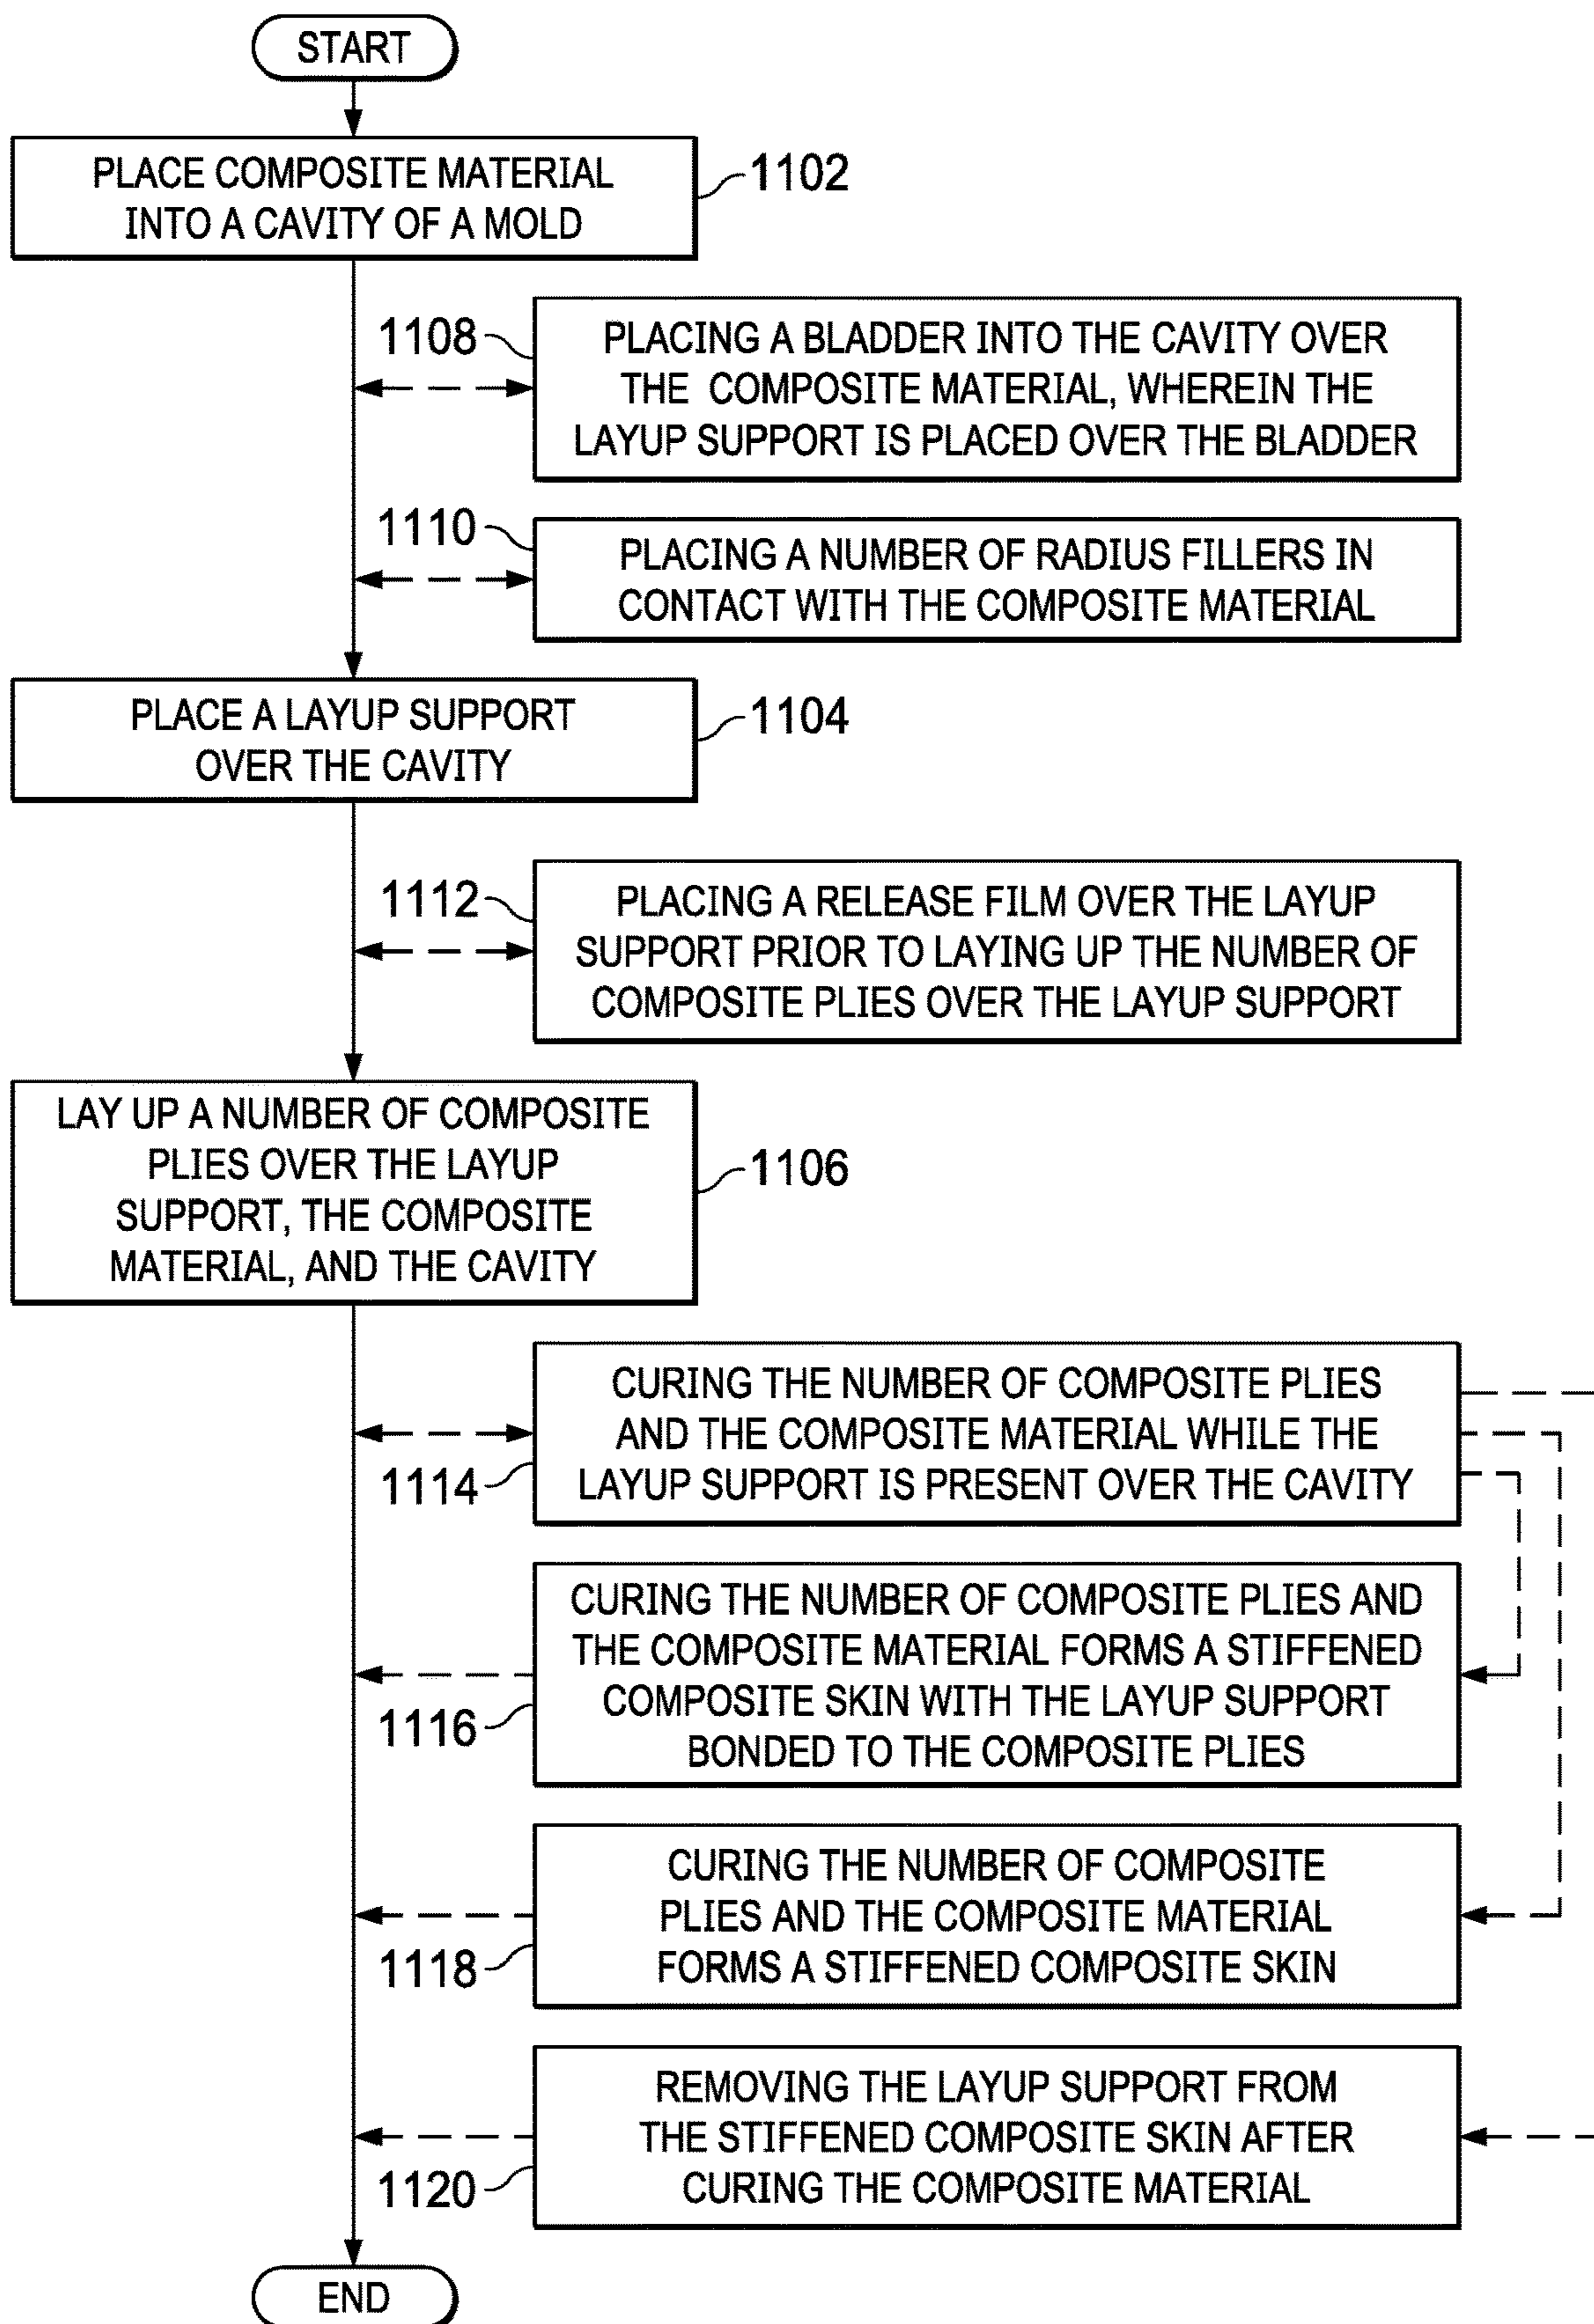 START
PLACE COMPOSITE MATERIAL
INTO A CAVITY OF A MOLD
1102
1108
PLACING A BLADDER INTO THE CAVITY OVER
THE COMPOSITE MATERIAL, WHEREIN THE
LAYUP SUPPORT IS PLACED OVER THE BLADDER
1110
PLACING A NUMBER OF RADIUS FILLERS IN
CONTACT WITH THE COMPOSITE MATERIAL
PLACE A LAYUP SUPPORT
OVER THE CAVITY
1104
1112
PLACING A RELEASE FILM OVER THE LAYUP
SUPPORT PRIOR TO LAYING UP THE NUMBER OF
COMPOSITE PLIES OVER THE LAYUP SUPPORT
LAY UP A NUMBER OF COMPOSITE
PLIES OVER THE LAYUP
SUPPORT, THE COMPOSITE
MATERIAL, AND THE CAVITY
1106
CURING THE NUMBER OF COMPOSITE PLIES
AND THE COMPOSITE MATERIAL WHILE THE
LAYUP SUPPORT IS PRESENT OVER THE CAVITY
1114
CURING THE NUMBER OF COMPOSITE PLIES AND
THE COMPOSITE MATERIAL FORMS A STIFFENED
COMPOSITE SKIN WITH THE LAYUP SUPPORT
BONDED TO THE COMPOSITE PLIES
1116
CURING THE NUMBER OF COMPOSITE
PLIES AND THE COMPOSITE MATERIAL
FORMS A STIFFENED COMPOSITE SKIN
1118
REMOVING THE LAYUP SUPPORT FROM
THE STIFFENED COMPOSITE SKIN AFTER
CURING THE COMPOSITE MATERIAL
1120
END